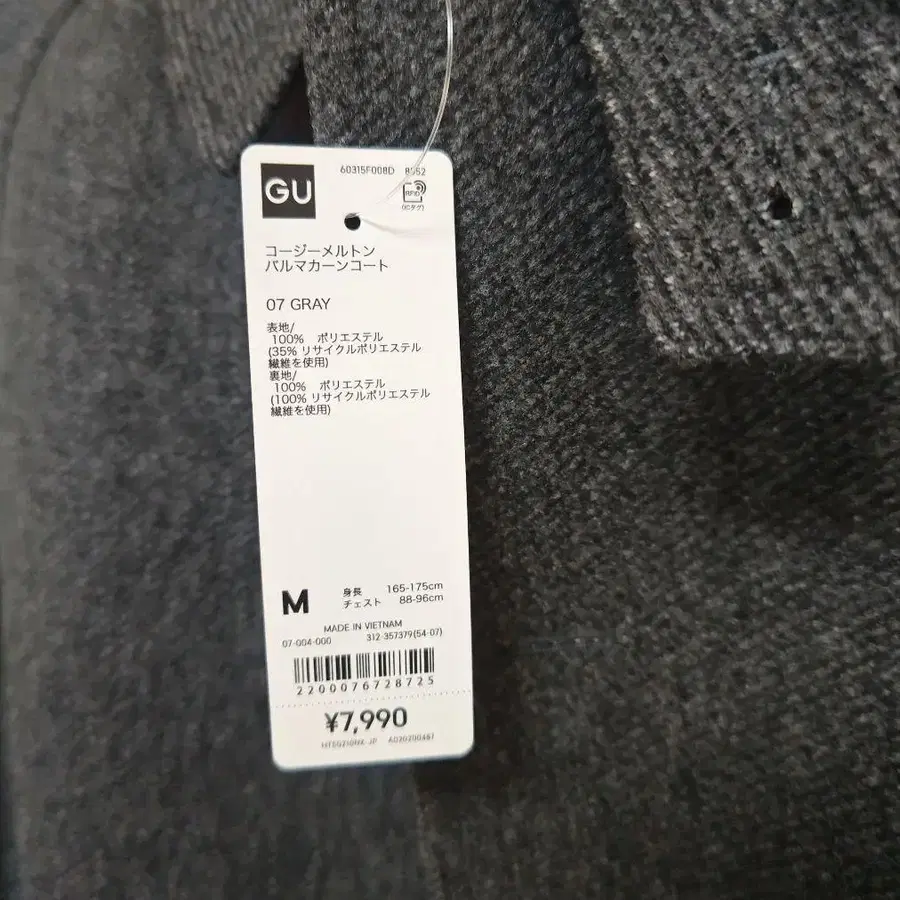 GU
60315F008D 8552
RFID
(ICタグ)
コージーメルトン
バルマカーンコート
07 GRAY
表地/
100% ポリエステル
(35% リサイクルポリエステル
繊維を使用)
裏地/
100% ポリエステル
(100% リサイクルポリエステル
繊維を使用)
M
身長 165-175cm
チェスト 88-96cm
MADE IN VIETNAM
07-004-000 312-357379(54-07)
2200076728725
¥7,990